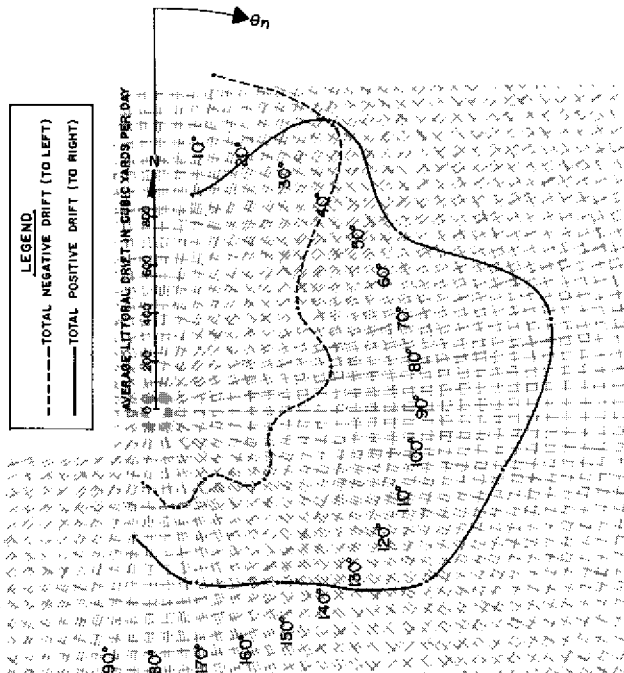 LEGEND
TOTAL NEGATIVE DRIFT (TO LEFT)
TOTAL POSITIVE DRIFT (TO RIGHT)
AVERAGE LITTORAL DRIFT IN CUBIC YARDS PER DAY
0 200 400 600 800
N
θn
10°
20°
30°
40°
50°
60°
70°
80°
90°
100°
110°
120°
130°
140°
150°
160°
170°
80°
90°